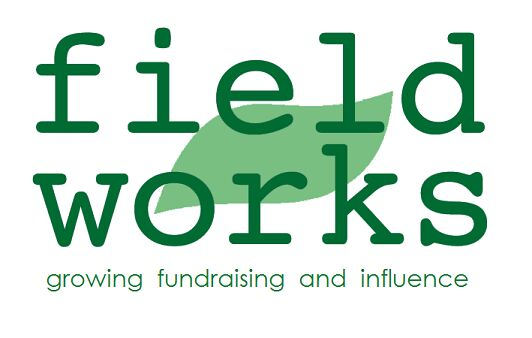 field
works
growing fundraising and influence